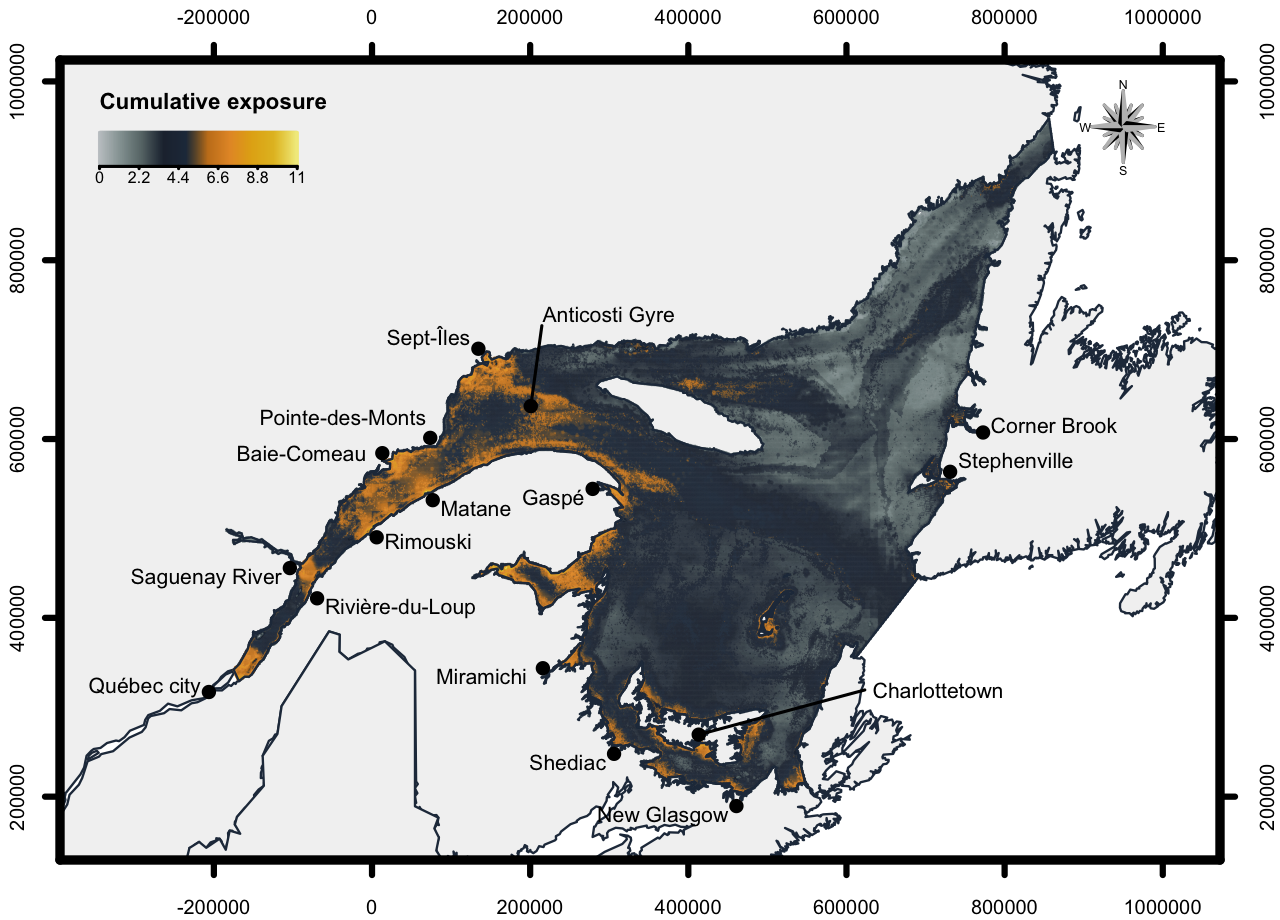 -200000 0 200000 400000 600000 800000 1000000
1000000
1000000
Cumulative exposure
0 2.2 4.4 6.6 8.8 11
N
W E
S
800000
800000
Anticosti Gyre
Sept-Îles
Pointe-des-Monts
Baie-Comeau
600000
600000
Corner Brook
Stephenville
Gaspé
Matane
Rimouski
Saguenay River
Rivière-du-Loup
400000
400000
Miramichi
Québec city
Charlottetown
Shediac
New Glasgow
200000
200000
-200000 0 200000 400000 600000 800000 1000000